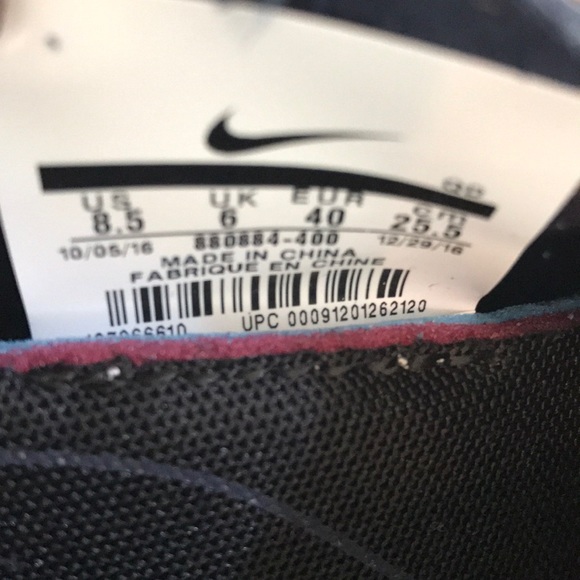 US UK EUR cm
8.5 6 40 25.5
880884-400
10/05/16 12/29/16
MADE IN CHINA
FABRIQUE EN CHINE
UPC 00091201262120